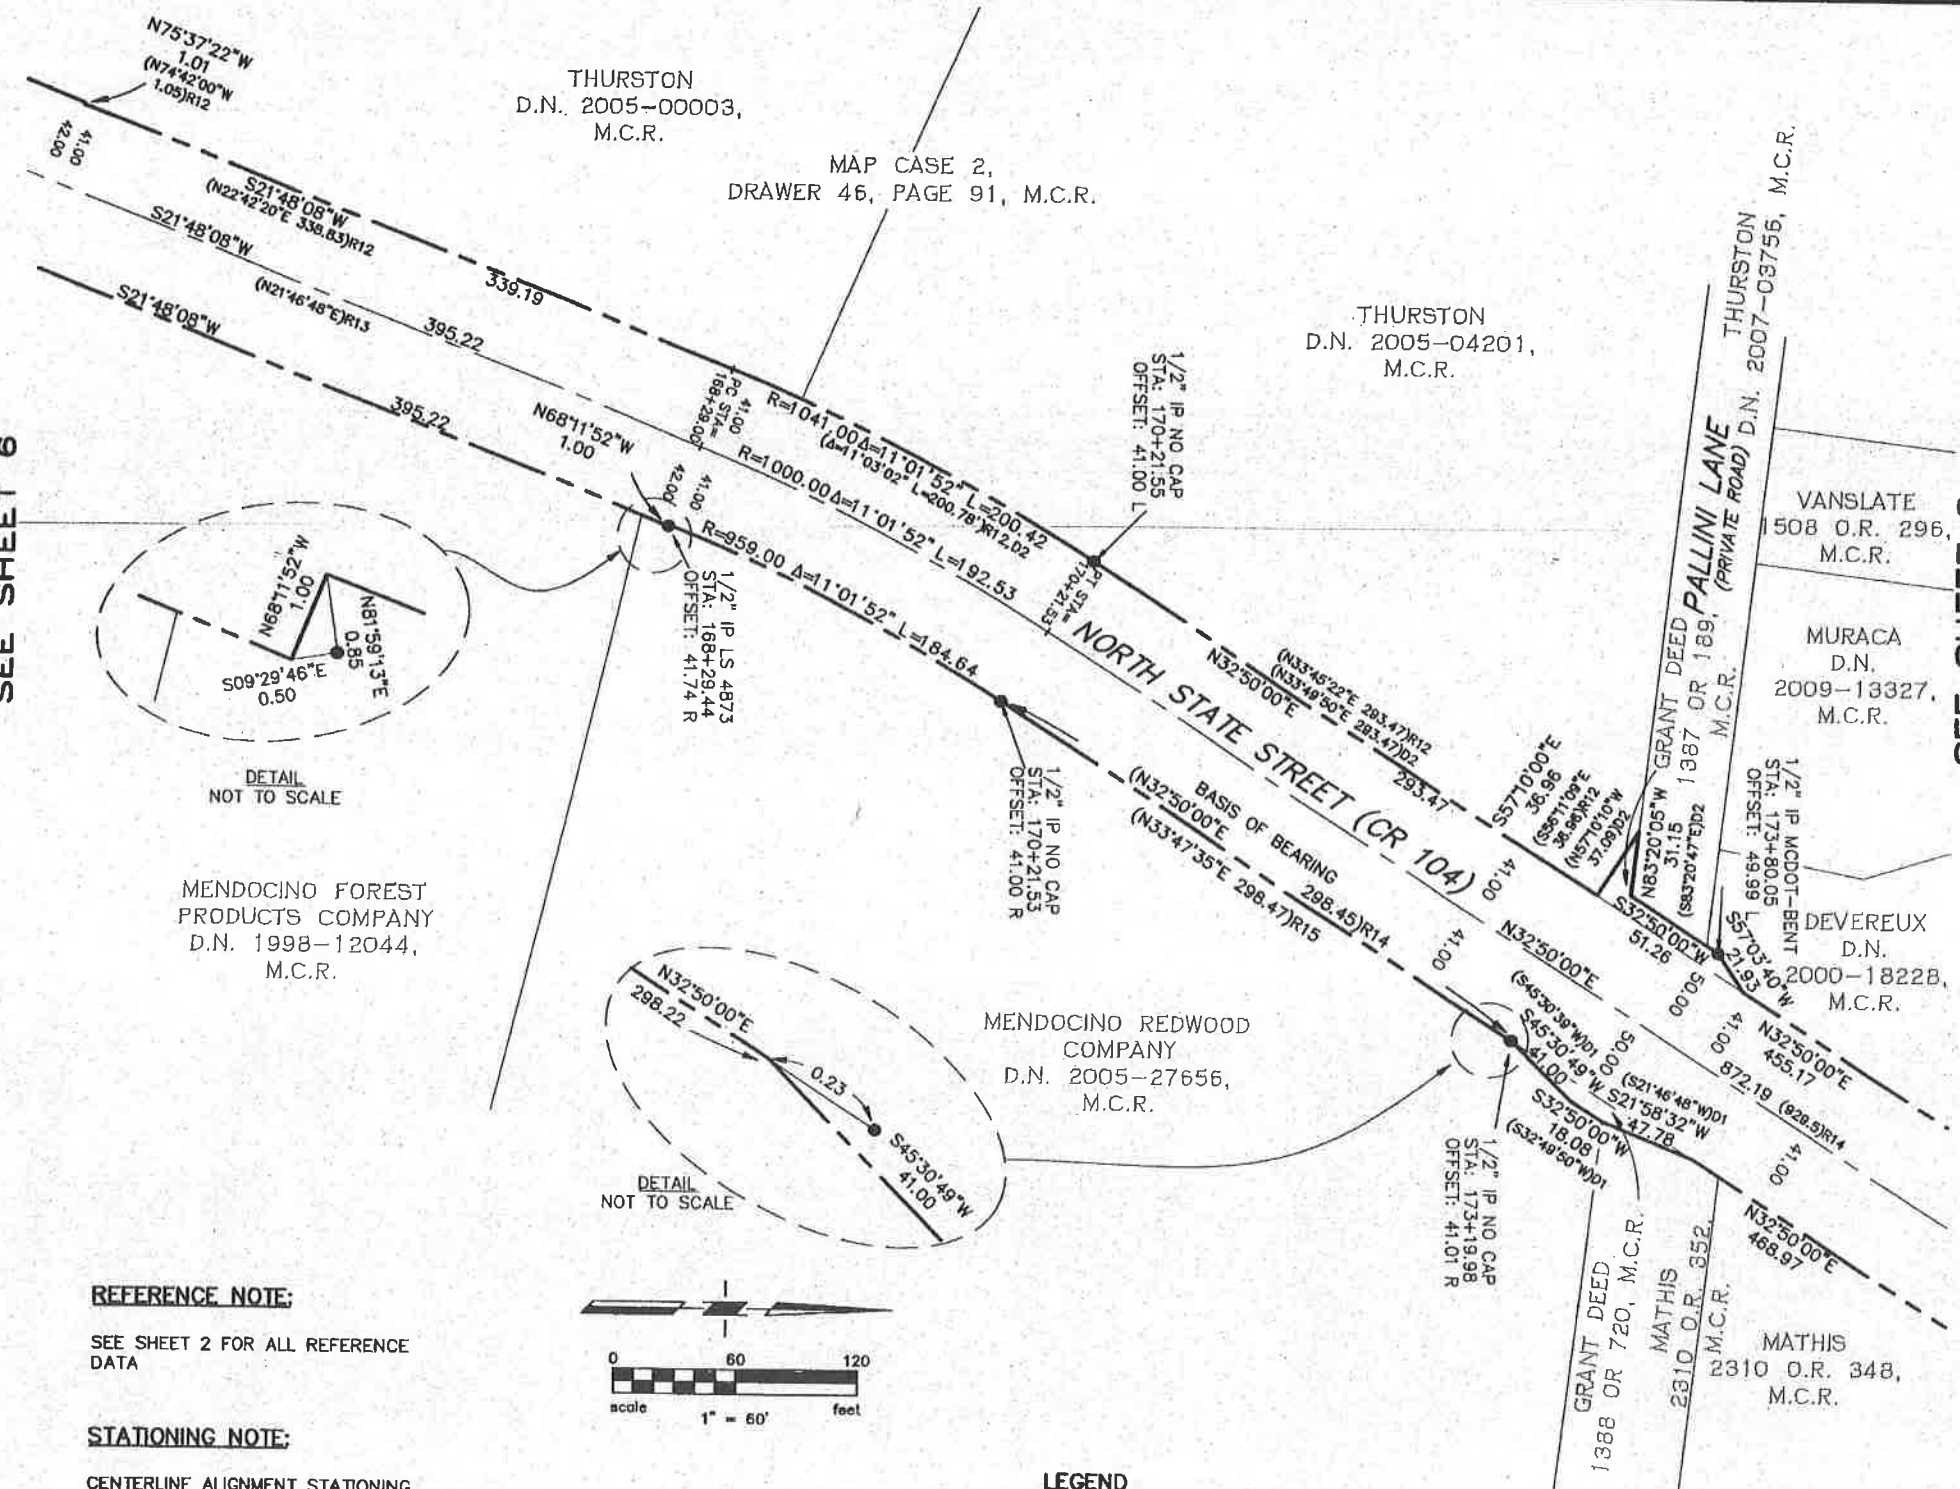 N75°37'22"W
1.01
(N74°42'00"W
1.05)R12
THURSTON
D.N. 2005-00003,
M.C.R.
MAP CASE 2,
DRAWER 46, PAGE 91, M.C.R.
41.00
42.00
S21°48'08"W
(N22°42'20"E 338.83)R12
339.19
S21°48'08"W
(N21°46'48"E)R13
395.22
S21°48'08"W
395.22
SEE SHEET 6
N68°11'52"W
1.00
41.00
PC STA=
168+29.00
42.00
41.00
R=1041.00 Δ=11°01'52" L=200.42
(Δ=11°03'02" L=200.78')R12,D2
R=1000.00 Δ=11°01'52" L=192.53
R=959.00 Δ=11°01'52" L=184.64
1/2" IP LS 4873
STA: 168+29.44
OFFSET: 41.74 R
1/2" IP NO CAP
STA: 170+21.55
OFFSET: 41.00 L
PT STA=
170+21.53
THURSTON
D.N. 2005-04201,
M.C.R.
THURSTON
D.N. 2007-03756, M.C.R.
PALLINI LANE
(PRIVATE ROAD)
GRANT DEED
1387 OR 189,
M.C.R.
VANSLATE
1508 O.R. 296,
M.C.R.
MURACA
D.N.
2009-13327,
M.C.R.
DEVEREUX
D.N.
2000-18228,
M.C.R.
N68°11'52"W
1.00
N81°59'13"E
0.85
S09°29'46"E
0.50
DETAIL
NOT TO SCALE
NORTH STATE STREET (CR 104)
(N33°45'22"E 293.47)R12
(N33°49'50"E 293.47)D2
N32°50'00"E
293.47
S57°10'00"E
36.96
(S56°11'09"E
36.96)R12
(N57°10'10"W
37.09)D2
N83°20'05"W
31.15
(S83°20'47"E)D2
1/2" IP MCDOT-BENT
STA: 173+80.05
OFFSET: 49.99 L
S32°50'00"W
51.26
S57°03'40"W
21.93
1/2" IP NO CAP
STA: 170+21.53
OFFSET: 41.00 R
BASIS OF BEARING
(N32°50'00"E
298.45)R14
(N33°47'35"E 298.47)R15
41.00
41.00
N32°50'00"E
50.00
50.00
41.00
N32°50'00"E
455.17
872.19 (929.5)R14
41.00
(S45°30'39"W)D1
S45°30'49"W
41.00
(S21°46'48"W)D1
S21°58'32"W
47.78
S32°50'00"W
18.08
(S32°49'50"W)D1
N32°50'00"E
468.97
1/2" IP NO CAP
STA: 173+19.98
OFFSET: 41.01 R
MENDOCINO FOREST
PRODUCTS COMPANY
D.N. 1998-12044,
M.C.R.
MENDOCINO REDWOOD
COMPANY
D.N. 2005-27656,
M.C.R.
N32°50'00"E
298.22
0.23
S45°30'49"W
41.00
DETAIL
NOT TO SCALE
GRANT DEED
1388 OR 720, M.C.R.
MATHIS
2310 O.R. 352,
M.C.R.
MATHIS
2310 O.R. 348,
M.C.R.
REFERENCE NOTE:
SEE SHEET 2 FOR ALL REFERENCE
DATA
0 60 120
scale 1" = 60' feet
STATIONING NOTE:
CENTERLINE ALIGNMENT STATIONING
LEGEND